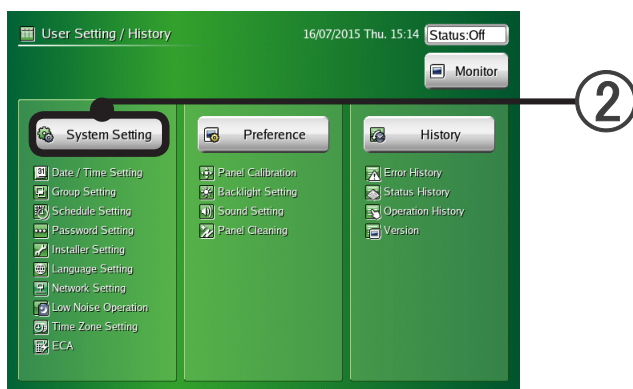 User Setting / History
16/07/2015 Thu. 15:14
Status:Off
Monitor
②
System Setting
Date / Time Setting
Group Setting
Schedule Setting
Password Setting
Installer Setting
Language Setting
Network Setting
Low Noise Operation
Time Zone Setting
ECA
Preference
Panel Calibration
Backlight Setting
Sound Setting
Panel Cleaning
History
Error History
Status History
Operation History
Version